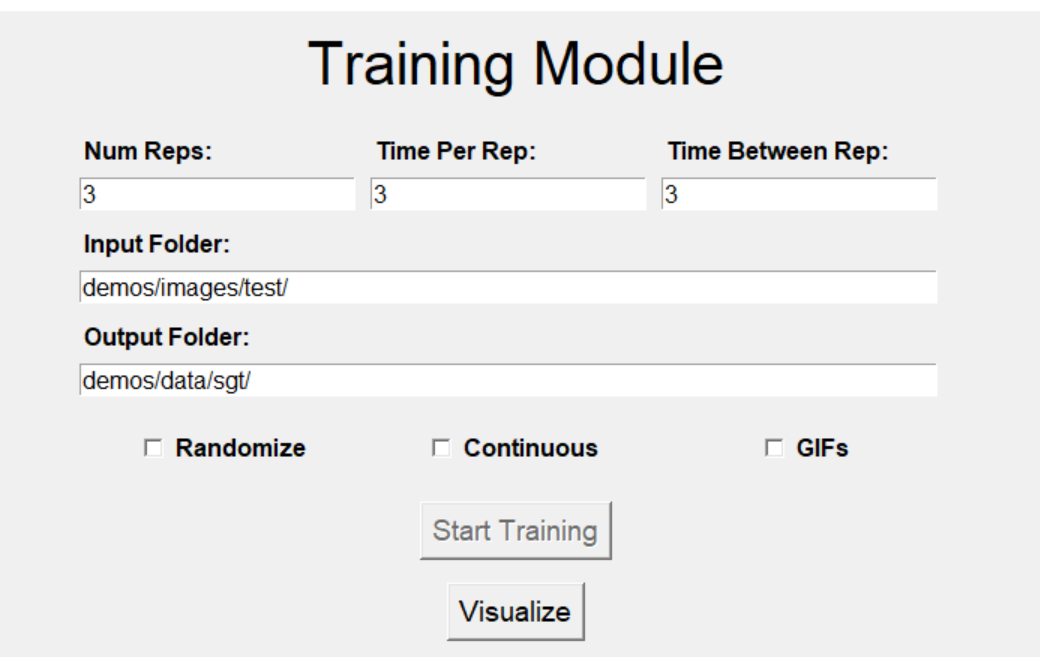 Training Module
Num Reps: Time Per Rep: Time Between Rep:
3 3 3
Input Folder:
demos/images/test/
Output Folder:
demos/data/sgt/
Randomize Continuous GIFs
Start Training
Visualize